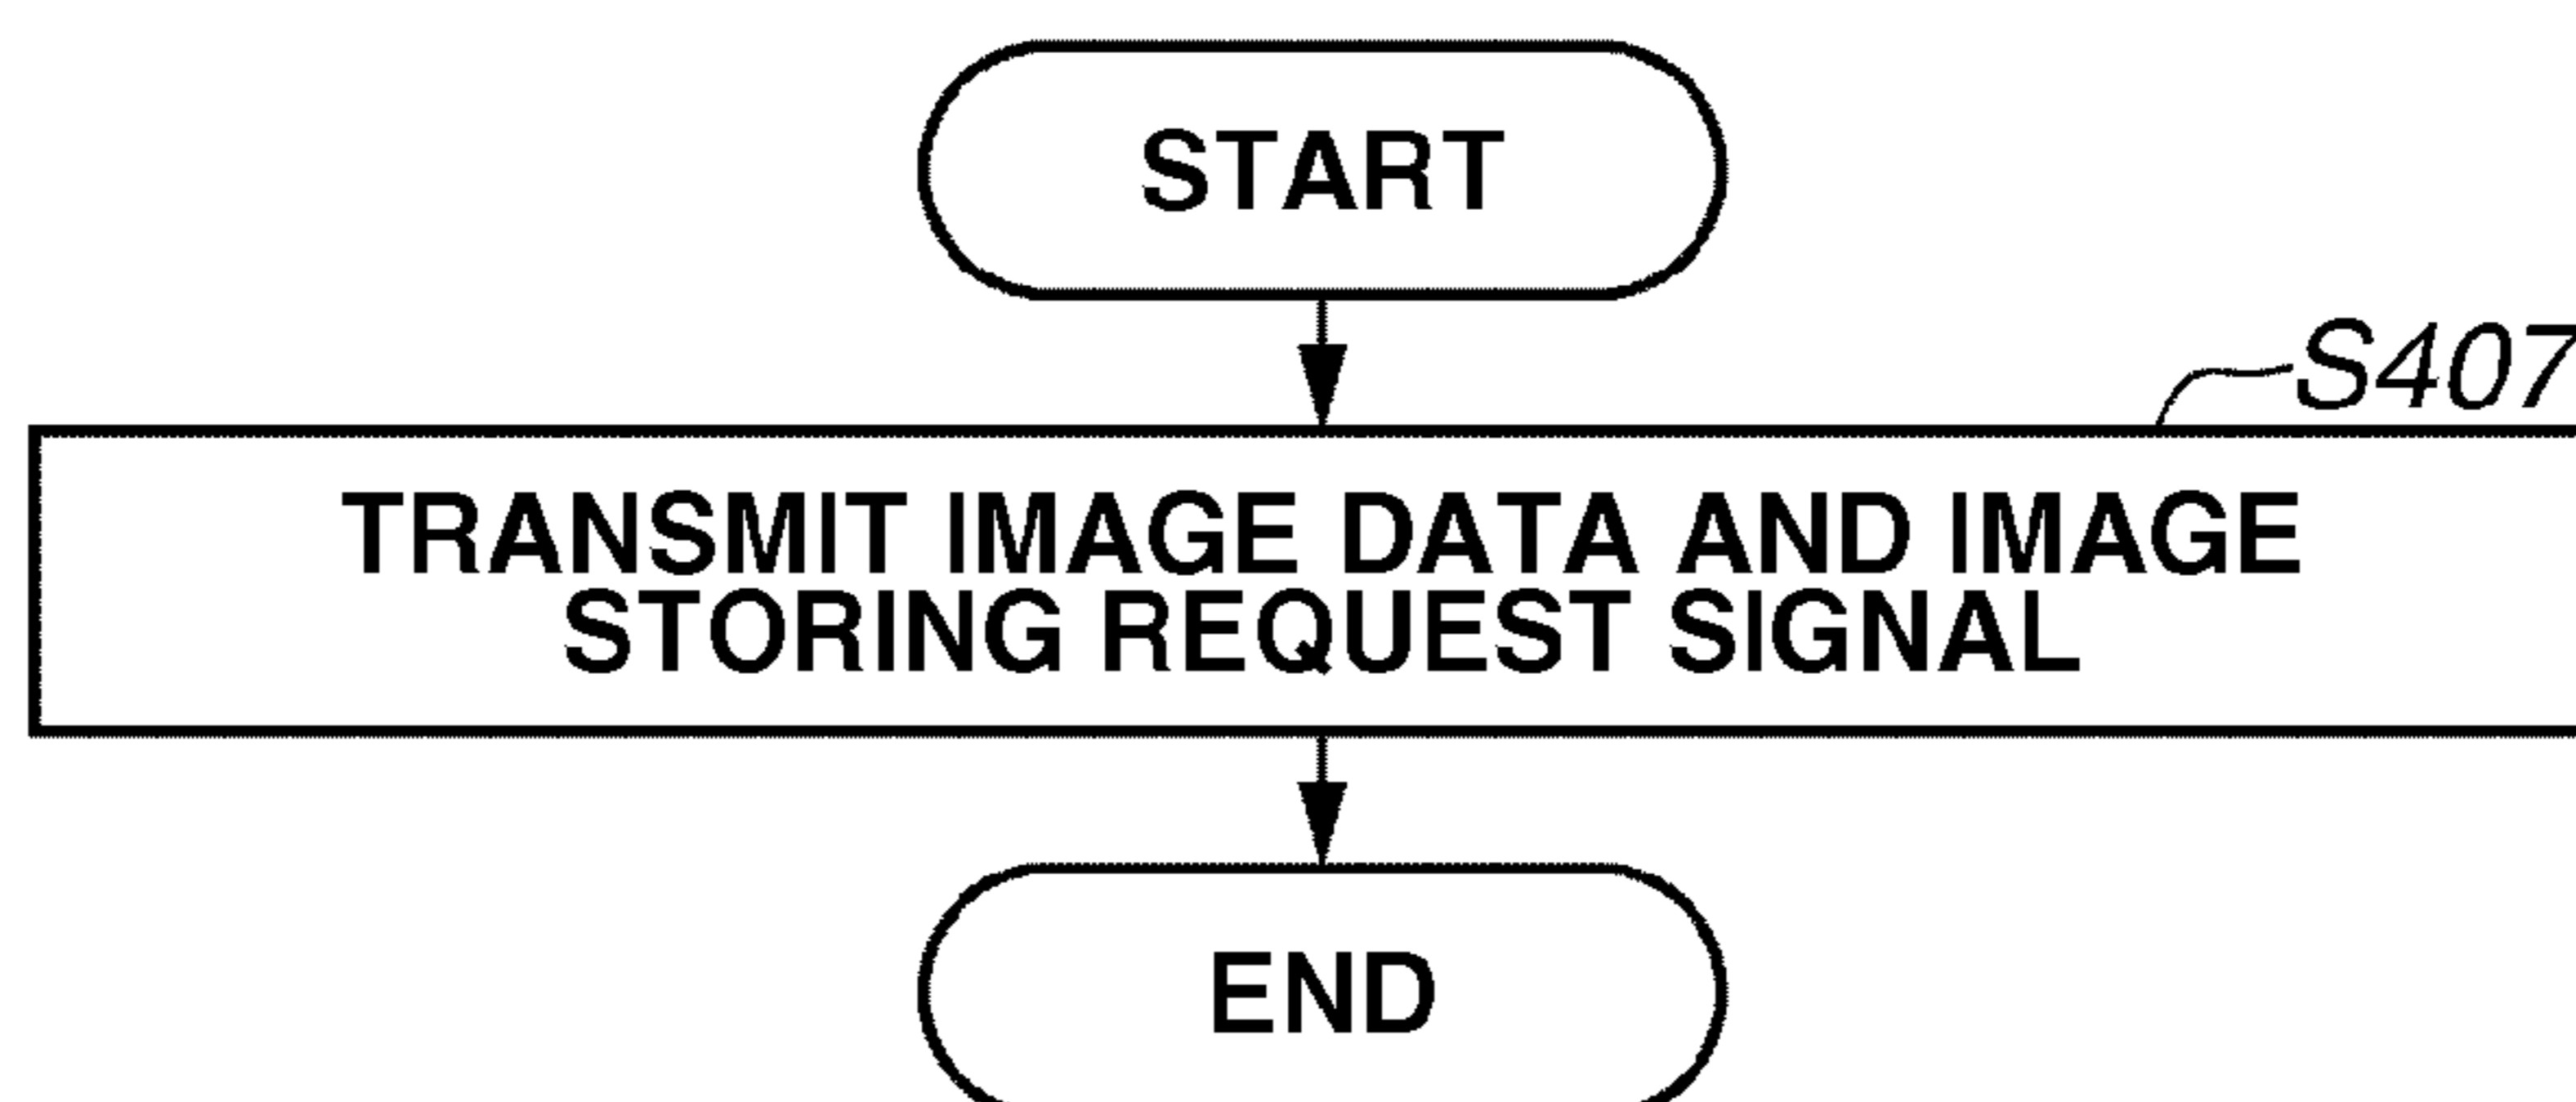 START
S407
TRANSMIT IMAGE DATA AND IMAGE
STORING REQUEST SIGNAL
END